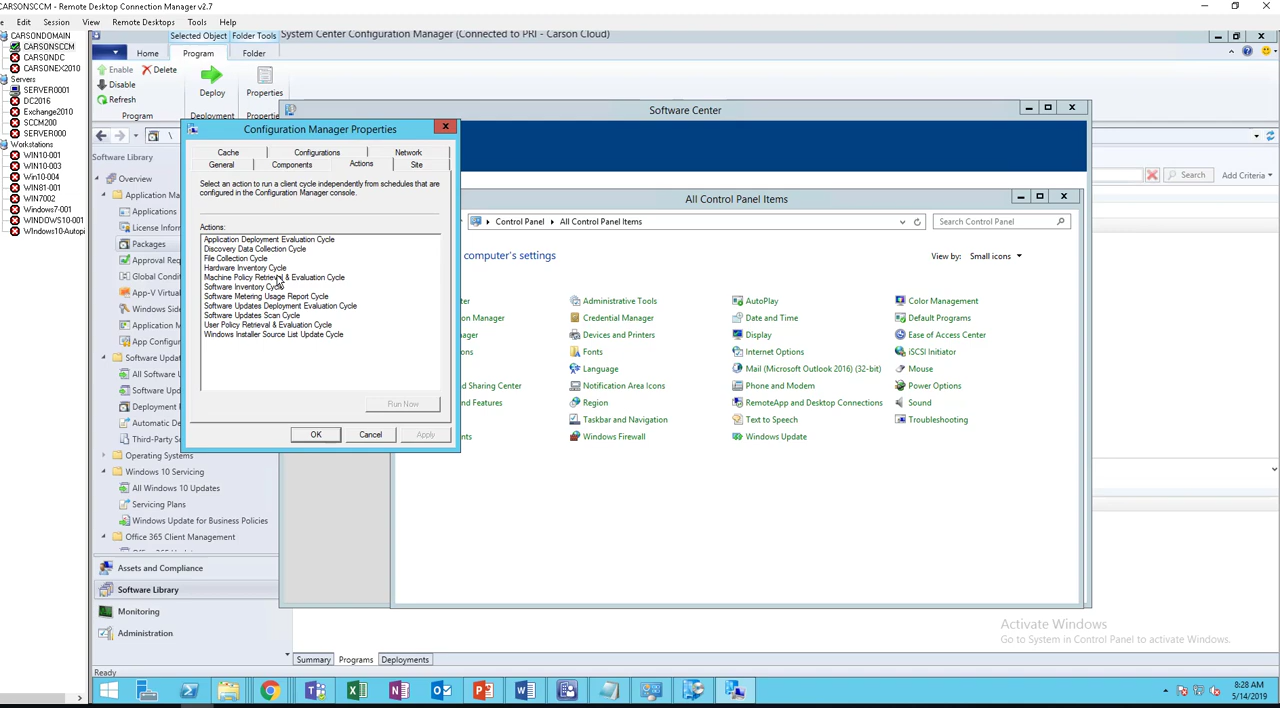 CARSONSCCM - Remote Desktop Connection Manager v2.7
Edit Session View Remote Desktops Tools Help
CARSONDOMAIN
CARSONSCCM
CARSONDC
CARSONEX2010
Servers
SERVER0001
DC2016
Exchange2010
SCCM200
SERVER000
Workstations
WIN10-001
WIN10-003
Win10-004
WIN81-001
WIN7002
Windows7-001
WINDOWS10-001
WIndows10-Autopi
Selected Object Folder Tools System Center Configuration Manager (Connected to PRI - Carson Cloud)
Home Program Folder
Enable Delete
Disable
Refresh
Program
Deploy
Deployment
Properties
Properti
\
Search Add Criteria
Software Library
Overview
Application Ma
Applications
License Inforr
Packages
Approval Req
Global Condit
App-V Virtual
Windows Side
Application M
App Configur
Software Updat
All Software U
Software Upd
Deployment P
Automatic De
Third-Party So
Operating Systems
Windows 10 Servicing
All Windows 10 Updates
Servicing Plans
Windows Update for Business Policies
Office 365 Client Management
Assets and Compliance
Software Library
Monitoring
Administration
Ready
Summary Programs Deployments
Software Center
Configuration Manager Properties
Cache Configurations Network
General Components Actions Site
Select an action to run a client cycle independently from schedules that are
configured in the Configuration Manager console.
Actions:
Application Deployment Evaluation Cycle
Discovery Data Collection Cycle
File Collection Cycle
Hardware Inventory Cycle
Machine Policy Retrieval & Evaluation Cycle
Software Inventory Cycle
Software Metering Usage Report Cycle
Software Updates Deployment Evaluation Cycle
Software Updates Scan Cycle
User Policy Retrieval & Evaluation Cycle
Windows Installer Source List Update Cycle
Run Now
OK Cancel Apply
All Control Panel Items
Control Panel All Control Panel Items Search Control Panel
computer's settings View by: Small icons
ter Administrative Tools AutoPlay Color Management
on Manager Credential Manager Date and Time Default Programs
ager Devices and Printers Display Ease of Access Center
ons Fonts Internet Options iSCSI Initiator
Language Mail (Microsoft Outlook 2016) (32-bit) Mouse
d Sharing Center Notification Area Icons Phone and Modem Power Options
nd Features Region RemoteApp and Desktop Connections Sound
Taskbar and Navigation Text to Speech Troubleshooting
nts Windows Firewall Windows Update
Activate Windows
Go to System in Control Panel to activate Windows.
8:28 AM
5/14/2019